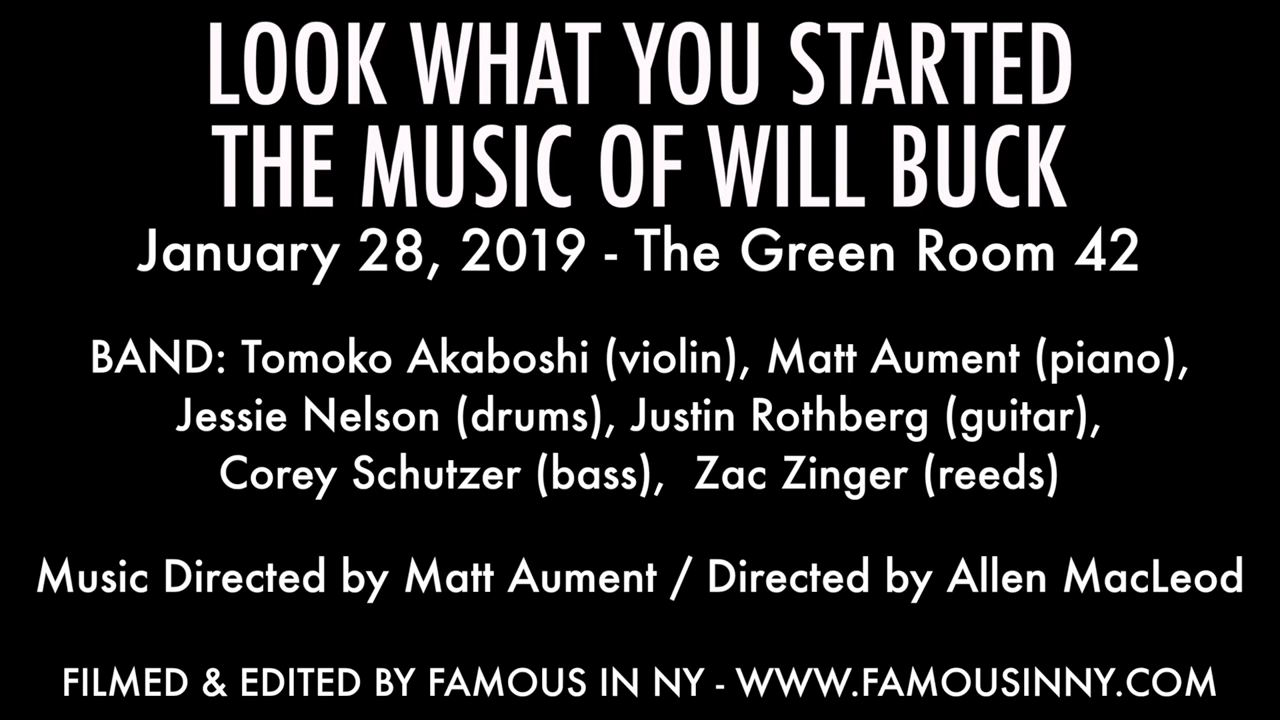 LOOK WHAT YOU STARTED
THE MUSIC OF WILL BUCK
January 28, 2019 - The Green Room 42
BAND: Tomoko Akaboshi (violin), Matt Aument (piano),
Jessie Nelson (drums), Justin Rothberg (guitar),
Corey Schutzer (bass),  Zac Zinger (reeds)
Music Directed by Matt Aument / Directed by Allen MacLeod
FILMED & EDITED BY FAMOUS IN NY - WWW.FAMOUSINNY.COM